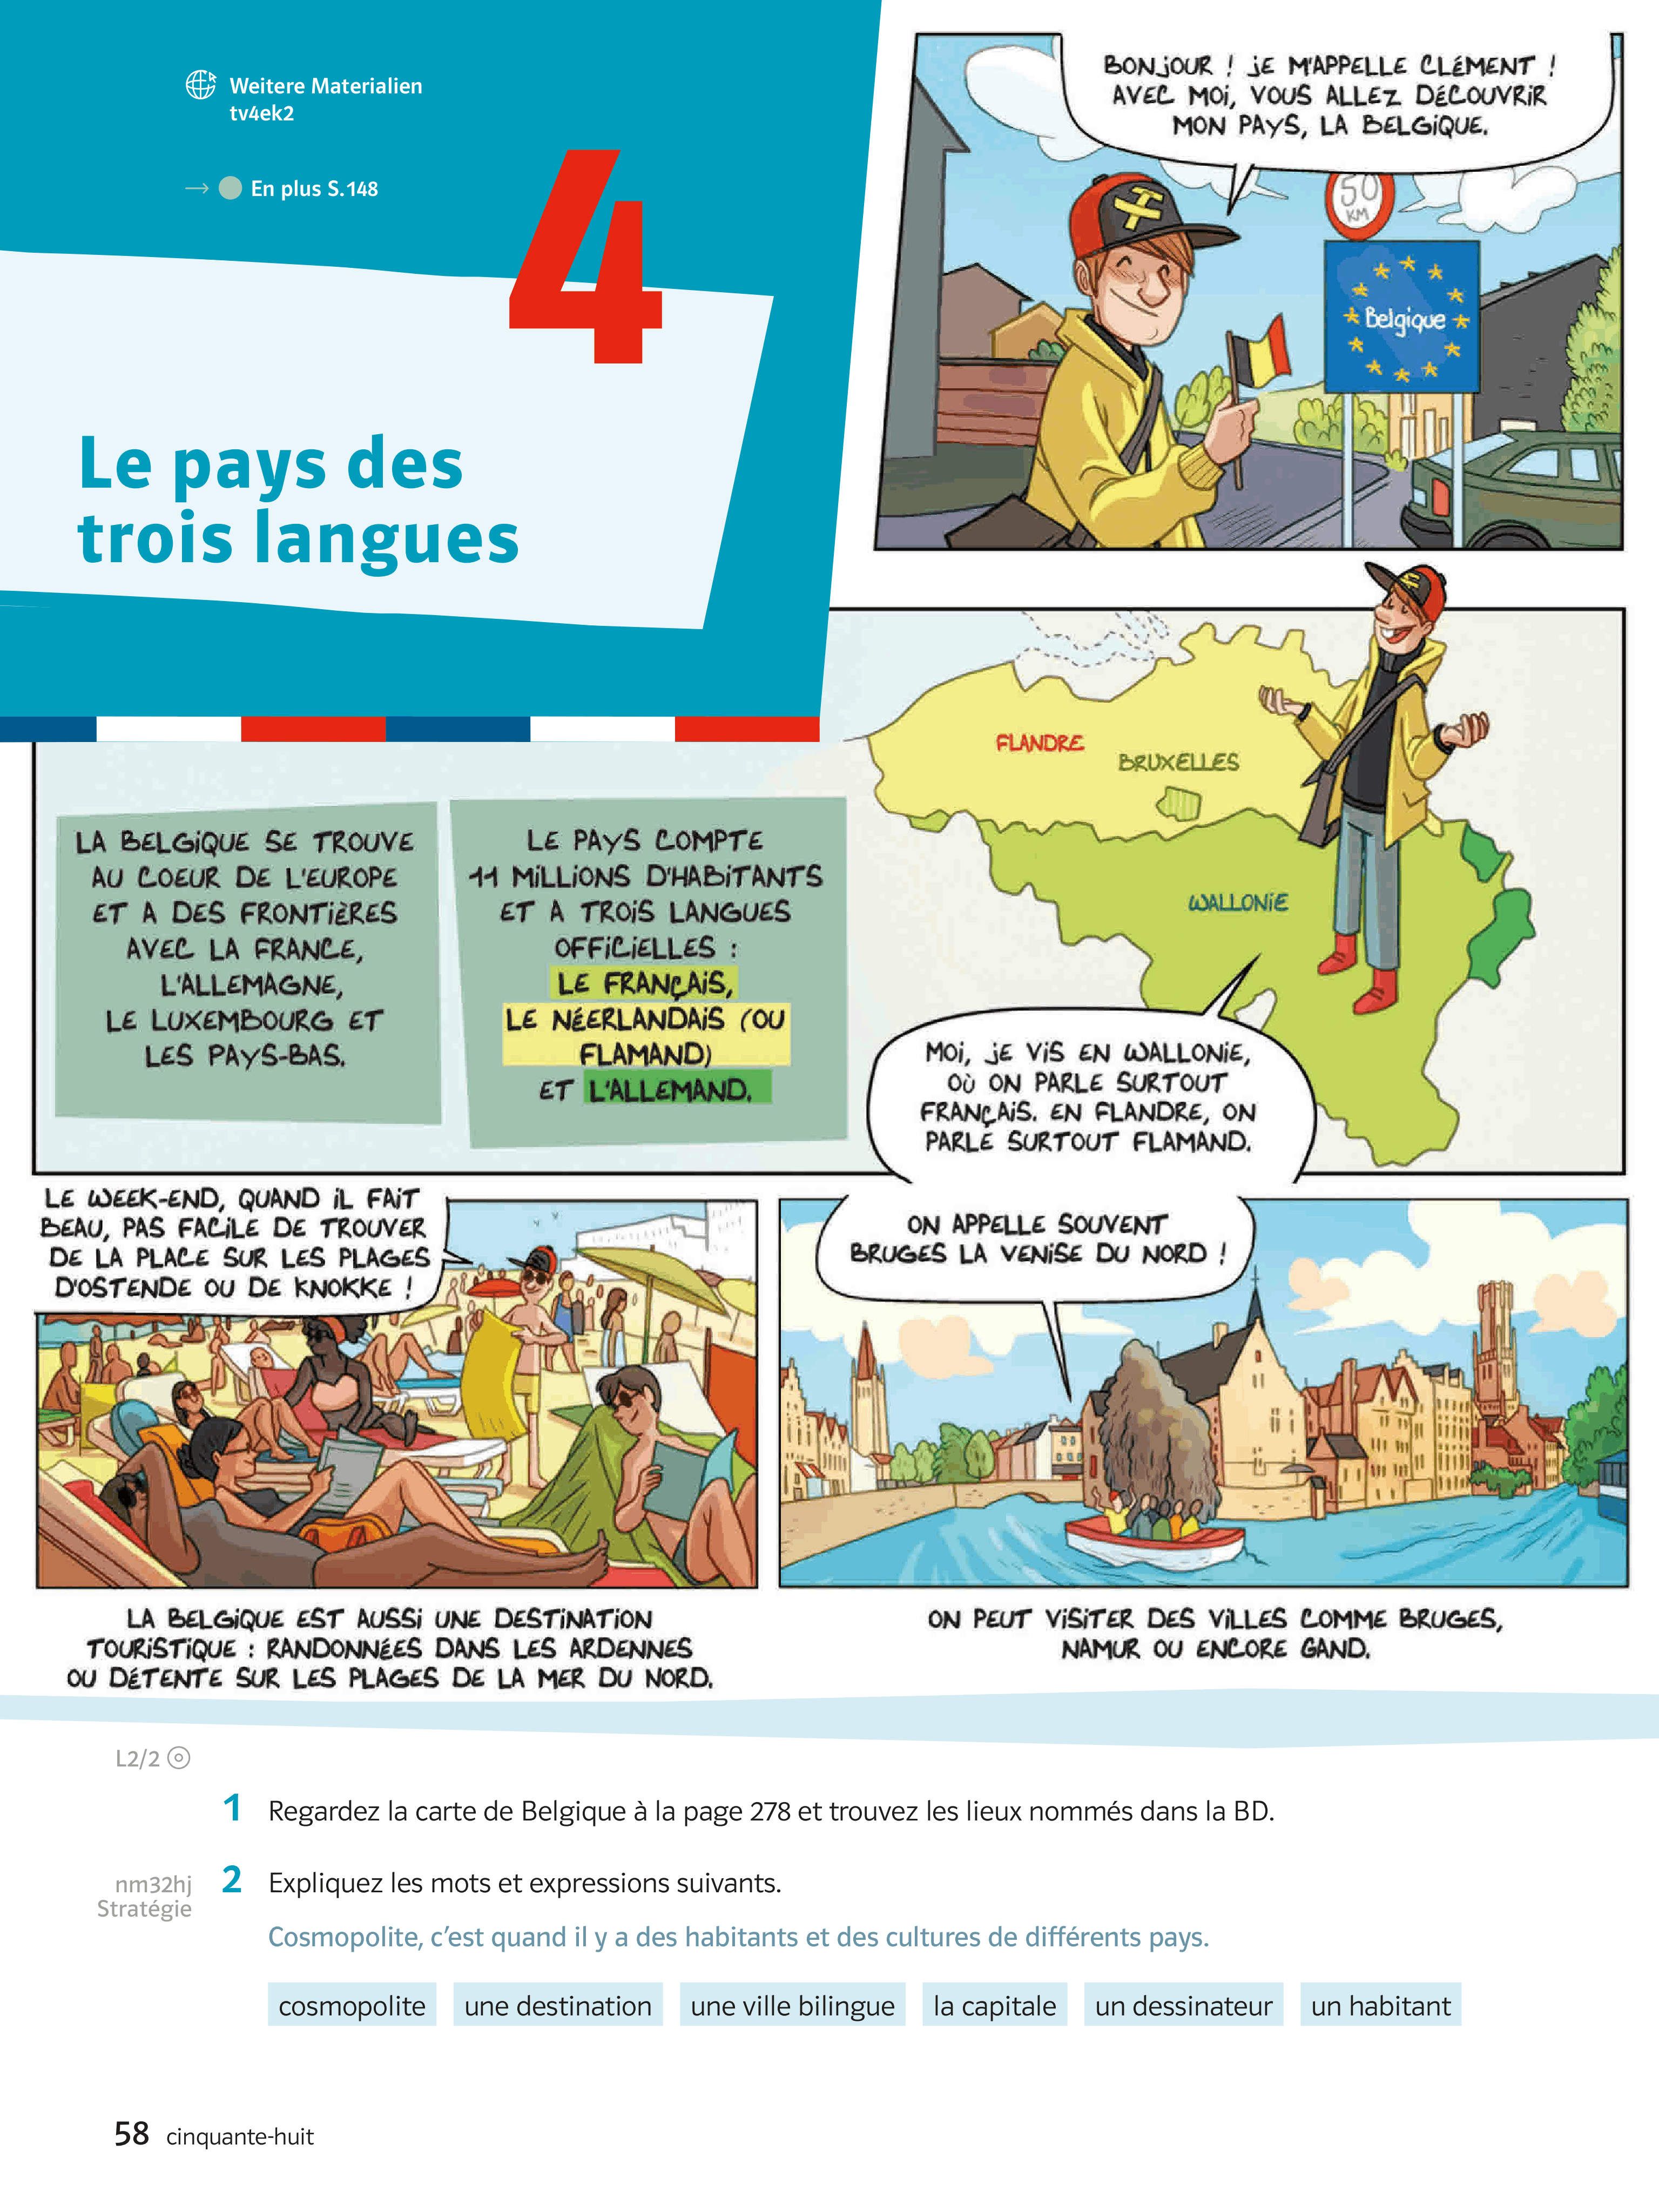 Weitere Materialien
tv4ek2
→ En plus S. 148
4
Le pays des
trois langues
BONJOUR ! JE M'APPELLE CLÉMENT !
AVEC MOI, VOUS ALLEZ DÉCOUVRIR
MON PAYS, LA BELGIQUE.
50
KM
Belgique
FLANDRE
BRUXELLES
WALLONIE
LA BELGIQUE SE TROUVE
AU COEUR DE L'EUROPE
ET A DES FRONTIÈRES
AVEC LA FRANCE,
L'ALLEMAGNE,
LE LUXEMBOURG ET
LES PAYS-BAS.
LE PAYS COMPTE
11 MILLIONS D'HABITANTS
ET A TROIS LANGUES
OFFICIELLES :
LE FRANÇAIS,
LE NÉERLANDAIS (OU
FLAMAND)
ET L'ALLEMAND.
MOI, JE VIS EN WALLONIE,
OÙ ON PARLE SURTOUT
FRANÇAIS. EN FLANDRE, ON
PARLE SURTOUT FLAMAND.
LE WEEK-END, QUAND IL FAIT
BEAU, PAS FACILE DE TROUVER
DE LA PLACE SUR LES PLAGES
D'OSTENDE OU DE KNOKKE !
ON APPELLE SOUVENT
BRUGES LA VENISE DU NORD !
LA BELGIQUE EST AUSSI UNE DESTINATION
TOURISTIQUE : RANDONNÉES DANS LES ARDENNES
OU DÉTENTE SUR LES PLAGES DE LA MER DU NORD.
ON PEUT VISITER DES VILLES COMME BRUGES,
NAMUR OU ENCORE GAND.
L2/2
1 Regardez la carte de Belgique à la page 278 et trouvez les lieux nommés dans la BD.
nm32hj
Stratégie
2 Expliquez les mots et expressions suivants.
Cosmopolite, c'est quand il y a des habitants et des cultures de différents pays.
cosmopolite une destination une ville bilingue la capitale un dessinateur un habitant
58 cinquante-huit